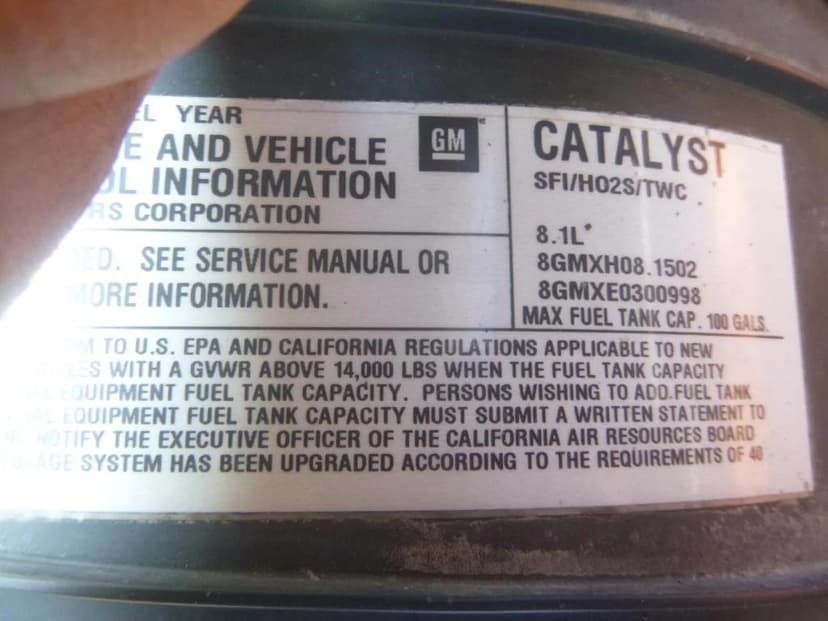 YEAR
GM
AND VEHICLE
INFORMATION
CORPORATION
SEE SERVICE MANUAL OR
MORE INFORMATION.
CATALYST
SFI/HO2S/TWC
8.1L*
8GMXH08.1502
8GMXE0300998
MAX FUEL TANK CAP. 100 GALS.
TO U.S. EPA AND CALIFORNIA REGULATIONS APPLICABLE TO NEW
WITH A GVWR ABOVE 14,000 LBS WHEN THE FUEL TANK CAPACITY
EQUIPMENT FUEL TANK CAPACITY. PERSONS WISHING TO ADD FUEL TANK
EQUIPMENT FUEL TANK CAPACITY MUST SUBMIT A WRITTEN STATEMENT TO
NOTIFY THE EXECUTIVE OFFICER OF THE CALIFORNIA AIR RESOURCES BOARD
SYSTEM HAS BEEN UPGRADED ACCORDING TO THE REQUIREMENTS OF 40